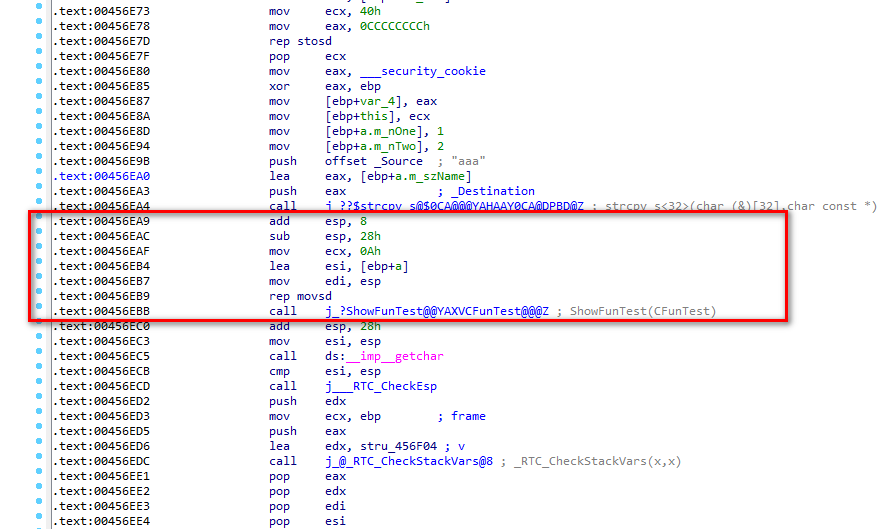 .text:00456E73 mov ecx, 40h
.text:00456E78 mov eax, 0CCCCCCCCh
.text:00456E7D rep stosd
.text:00456E7F pop ecx
.text:00456E80 mov eax, ___security_cookie
.text:00456E85 xor eax, ebp
.text:00456E87 mov [ebp+var_4], eax
.text:00456E8A mov [ebp+this], ecx
.text:00456E8D mov [ebp+a.m_nOne], 1
.text:00456E94 mov [ebp+a.m_nTwo], 2
.text:00456E9B push offset _Source ; "aaa"
.text:00456EA0 lea eax, [ebp+a.m_szName]
.text:00456EA3 push eax ; _Destination
.text:00456EA4 call j_??$strcpy_s@$0CA@@@YAHAAY0CA@DPBD@Z ; strcpy_s<32>(char (&)[32],char const *)
.text:00456EA9 add esp, 8
.text:00456EAC sub esp, 28h
.text:00456EAF mov ecx, 0Ah
.text:00456EB4 lea esi, [ebp+a]
.text:00456EB7 mov edi, esp
.text:00456EB9 rep movsd
.text:00456EBB call j_?ShowFunTest@@YAXVCFunTest@@@Z ; ShowFunTest(CFunTest)
.text:00456EC0 add esp, 28h
.text:00456EC3 mov esi, esp
.text:00456EC5 call ds:__imp__getchar
.text:00456ECB cmp esi, esp
.text:00456ECD call j___RTC_CheckEsp
.text:00456ED2 push edx
.text:00456ED3 mov ecx, ebp ; frame
.text:00456ED5 push eax
.text:00456ED6 lea edx, stru_456F04 ; v
.text:00456EDC call j_@_RTC_CheckStackVars@8 ; _RTC_CheckStackVars(x,x)
.text:00456EE1 pop eax
.text:00456EE2 pop edx
.text:00456EE3 pop edi
.text:00456EE4 pop esi